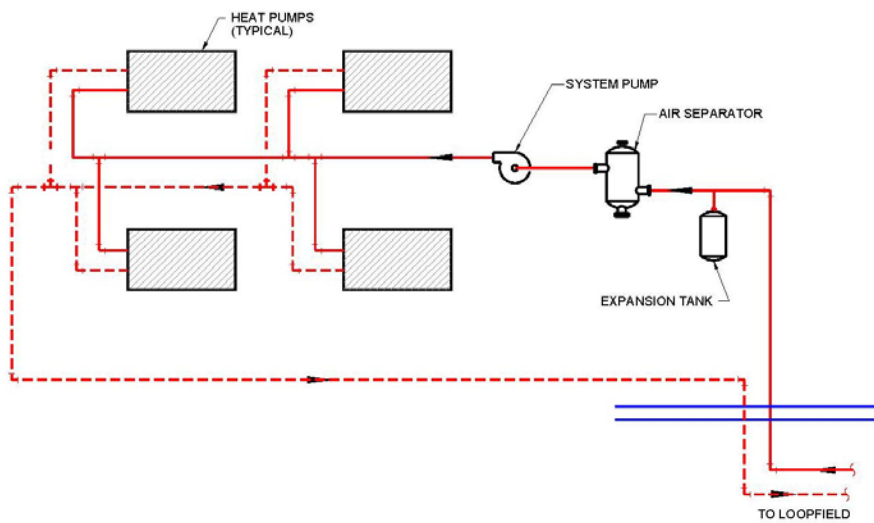 HEAT PUMPS
(TYPICAL)
SYSTEM PUMP
AIR SEPARATOR
EXPANSION TANK
TO LOOPFIELD